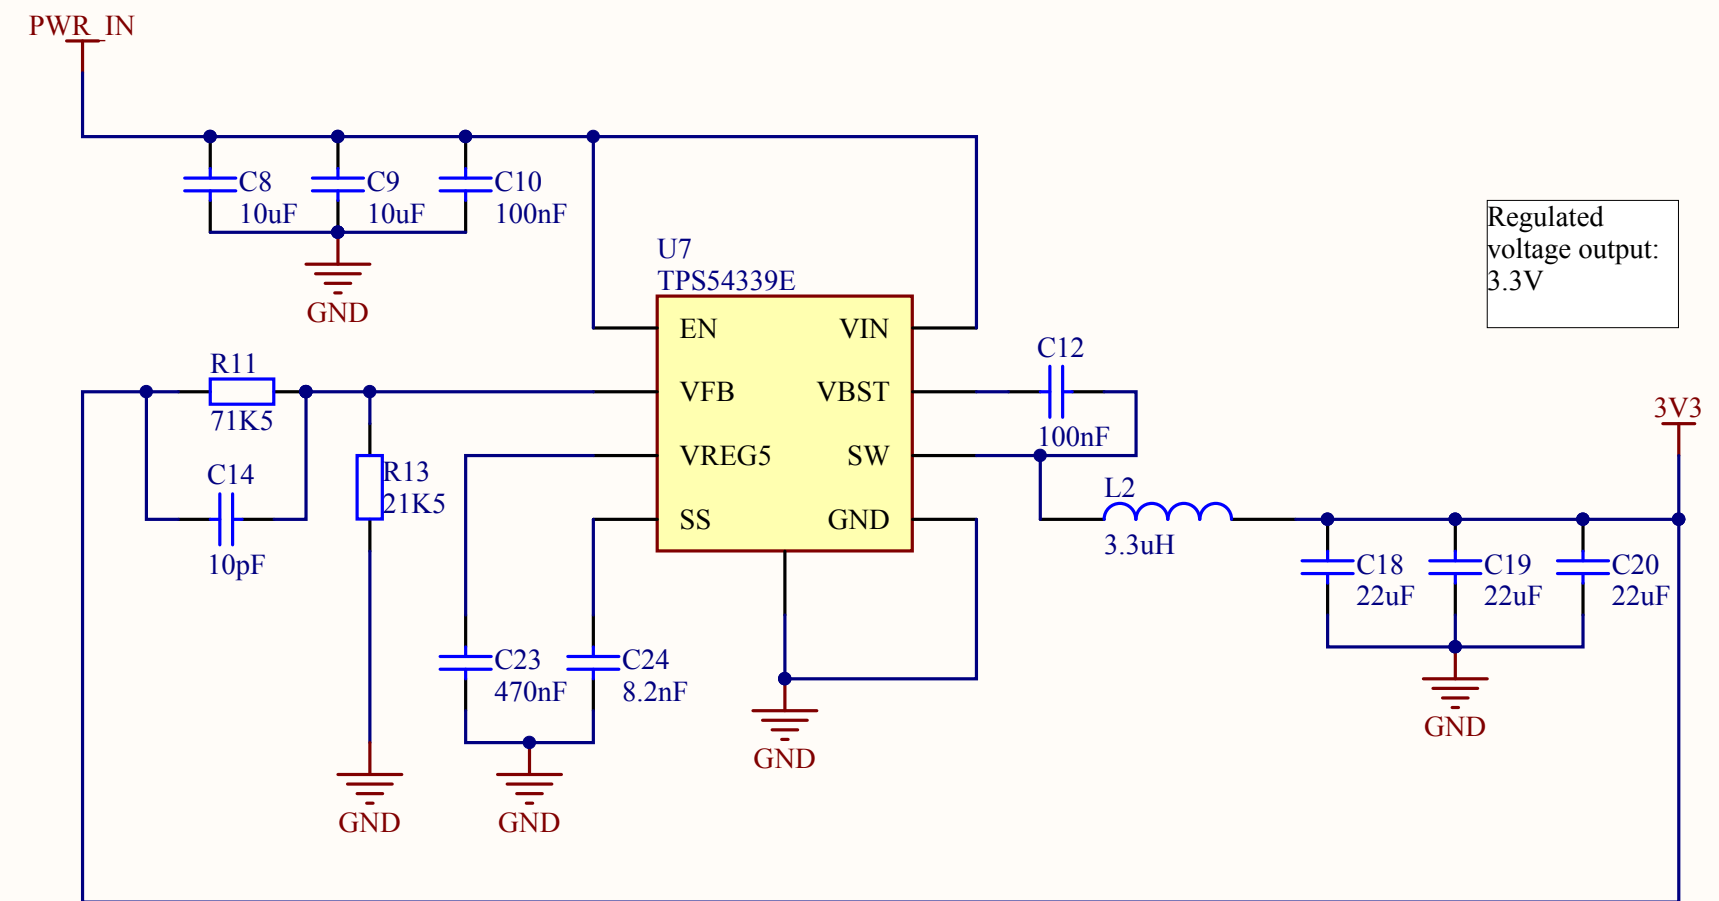 PWR_IN
C8
10uF
C9
10uF
C10
100nF
GND
U7
TPS54339E
EN
VIN
VFB
VBST
VREG5
SW
SS
GND
Regulated
voltage output:
3.3V
R11
71K5
C14
10pF
R13
21K5
C12
100nF
L2
3.3uH
3V3
C18
22uF
C19
22uF
C20
22uF
GND
C23
470nF
C24
8.2nF
GND
GND
GND